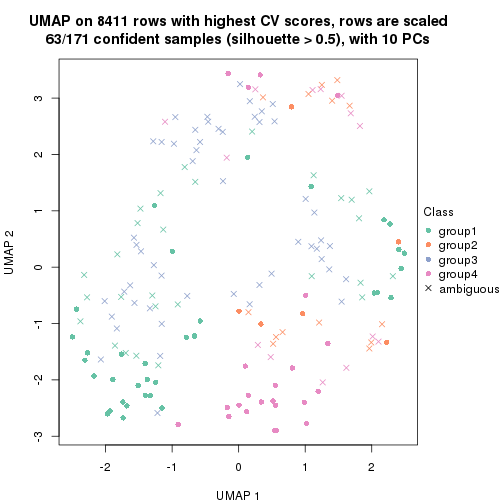 UMAP on 8411 rows with highest CV scores, rows are scaled
63/171 confident samples (silhouette > 0.5), with 10 PCs
3
2
1
0
-1
-2
-3
UMAP 2
-2
-1
0
1
2
UMAP 1
Class
group1
group2
group3
group4
ambiguous